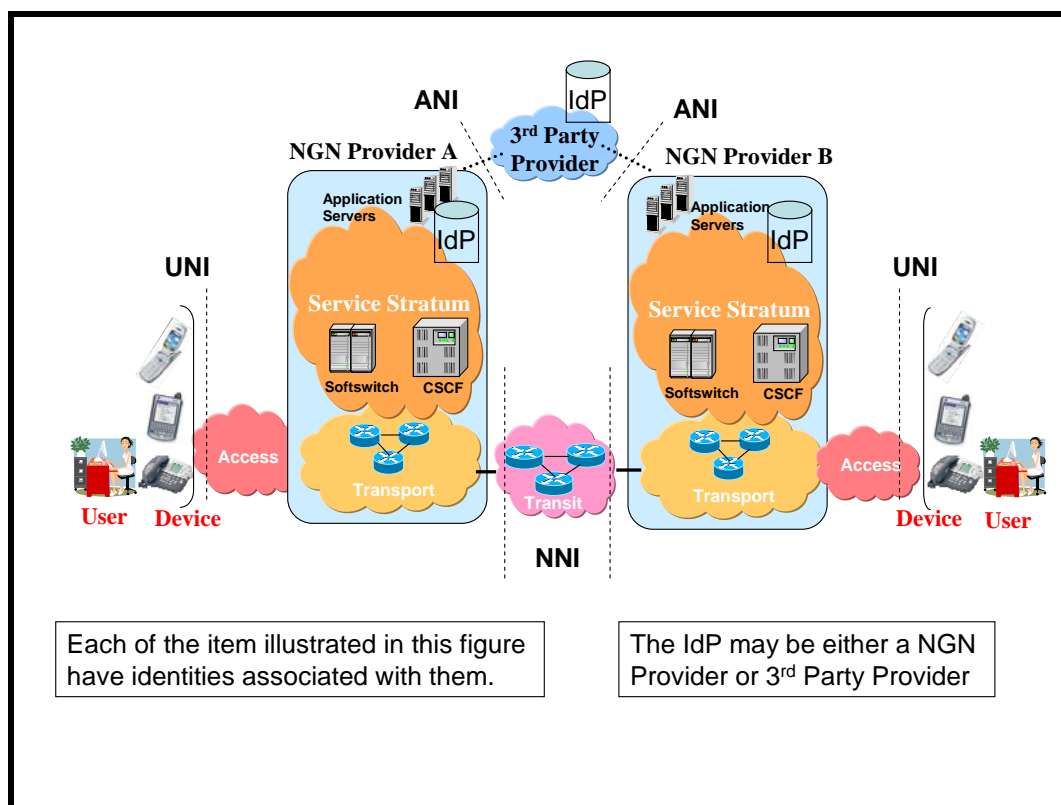 IdP
ANI
ANI
3rd Party
Provider
NGN Provider A
NGN Provider B
Application
Servers
IdP
Application
Servers
IdP
UNI
UNI
Service Stratum
Service Stratum
Softswitch
CSCF
Softswitch
CSCF
Access
Transport
Transit
Transport
Access
User
Device
Device
User
NNI
Each of the item illustrated in this figure
have identities associated with them.
The IdP may be either a NGN
Provider or 3rd Party Provider